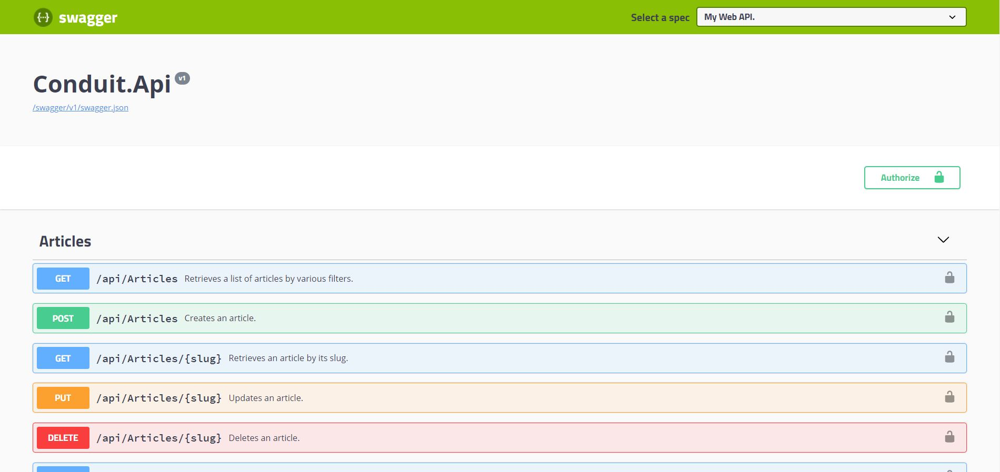 {···} swagger
Select a spec My Web API.
Conduit.Api v1
/swagger/v1/swagger.json
Authorize
Articles
GET /api/Articles Retrieves a list of articles by various filters.
POST /api/Articles Creates an article.
GET /api/Articles/{slug} Retrieves an article by its slug.
PUT /api/Articles/{slug} Updates an article.
DELETE /api/Articles/{slug} Deletes an article.